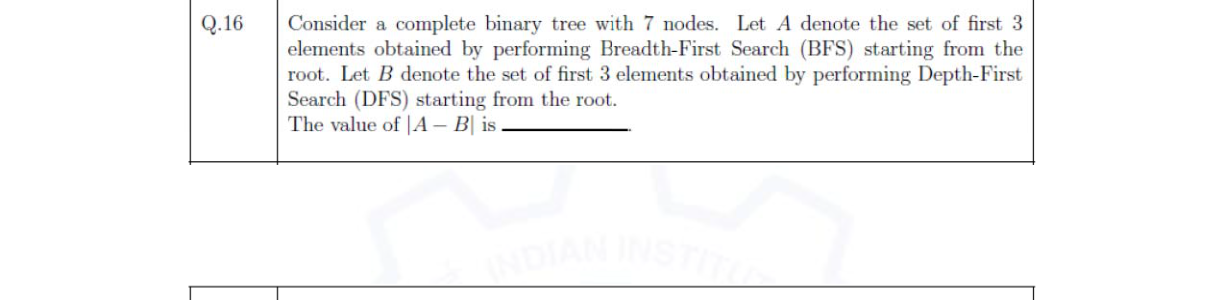 Q.16
Consider a complete binary tree with 7 nodes. Let A denote the set of first 3
elements obtained by performing Breadth-First Search (BFS) starting from the
root. Let B denote the set of first 3 elements obtained by performing Depth-First
Search (DFS) starting from the root.
The value of |A − B| is ____________.
INDIAN